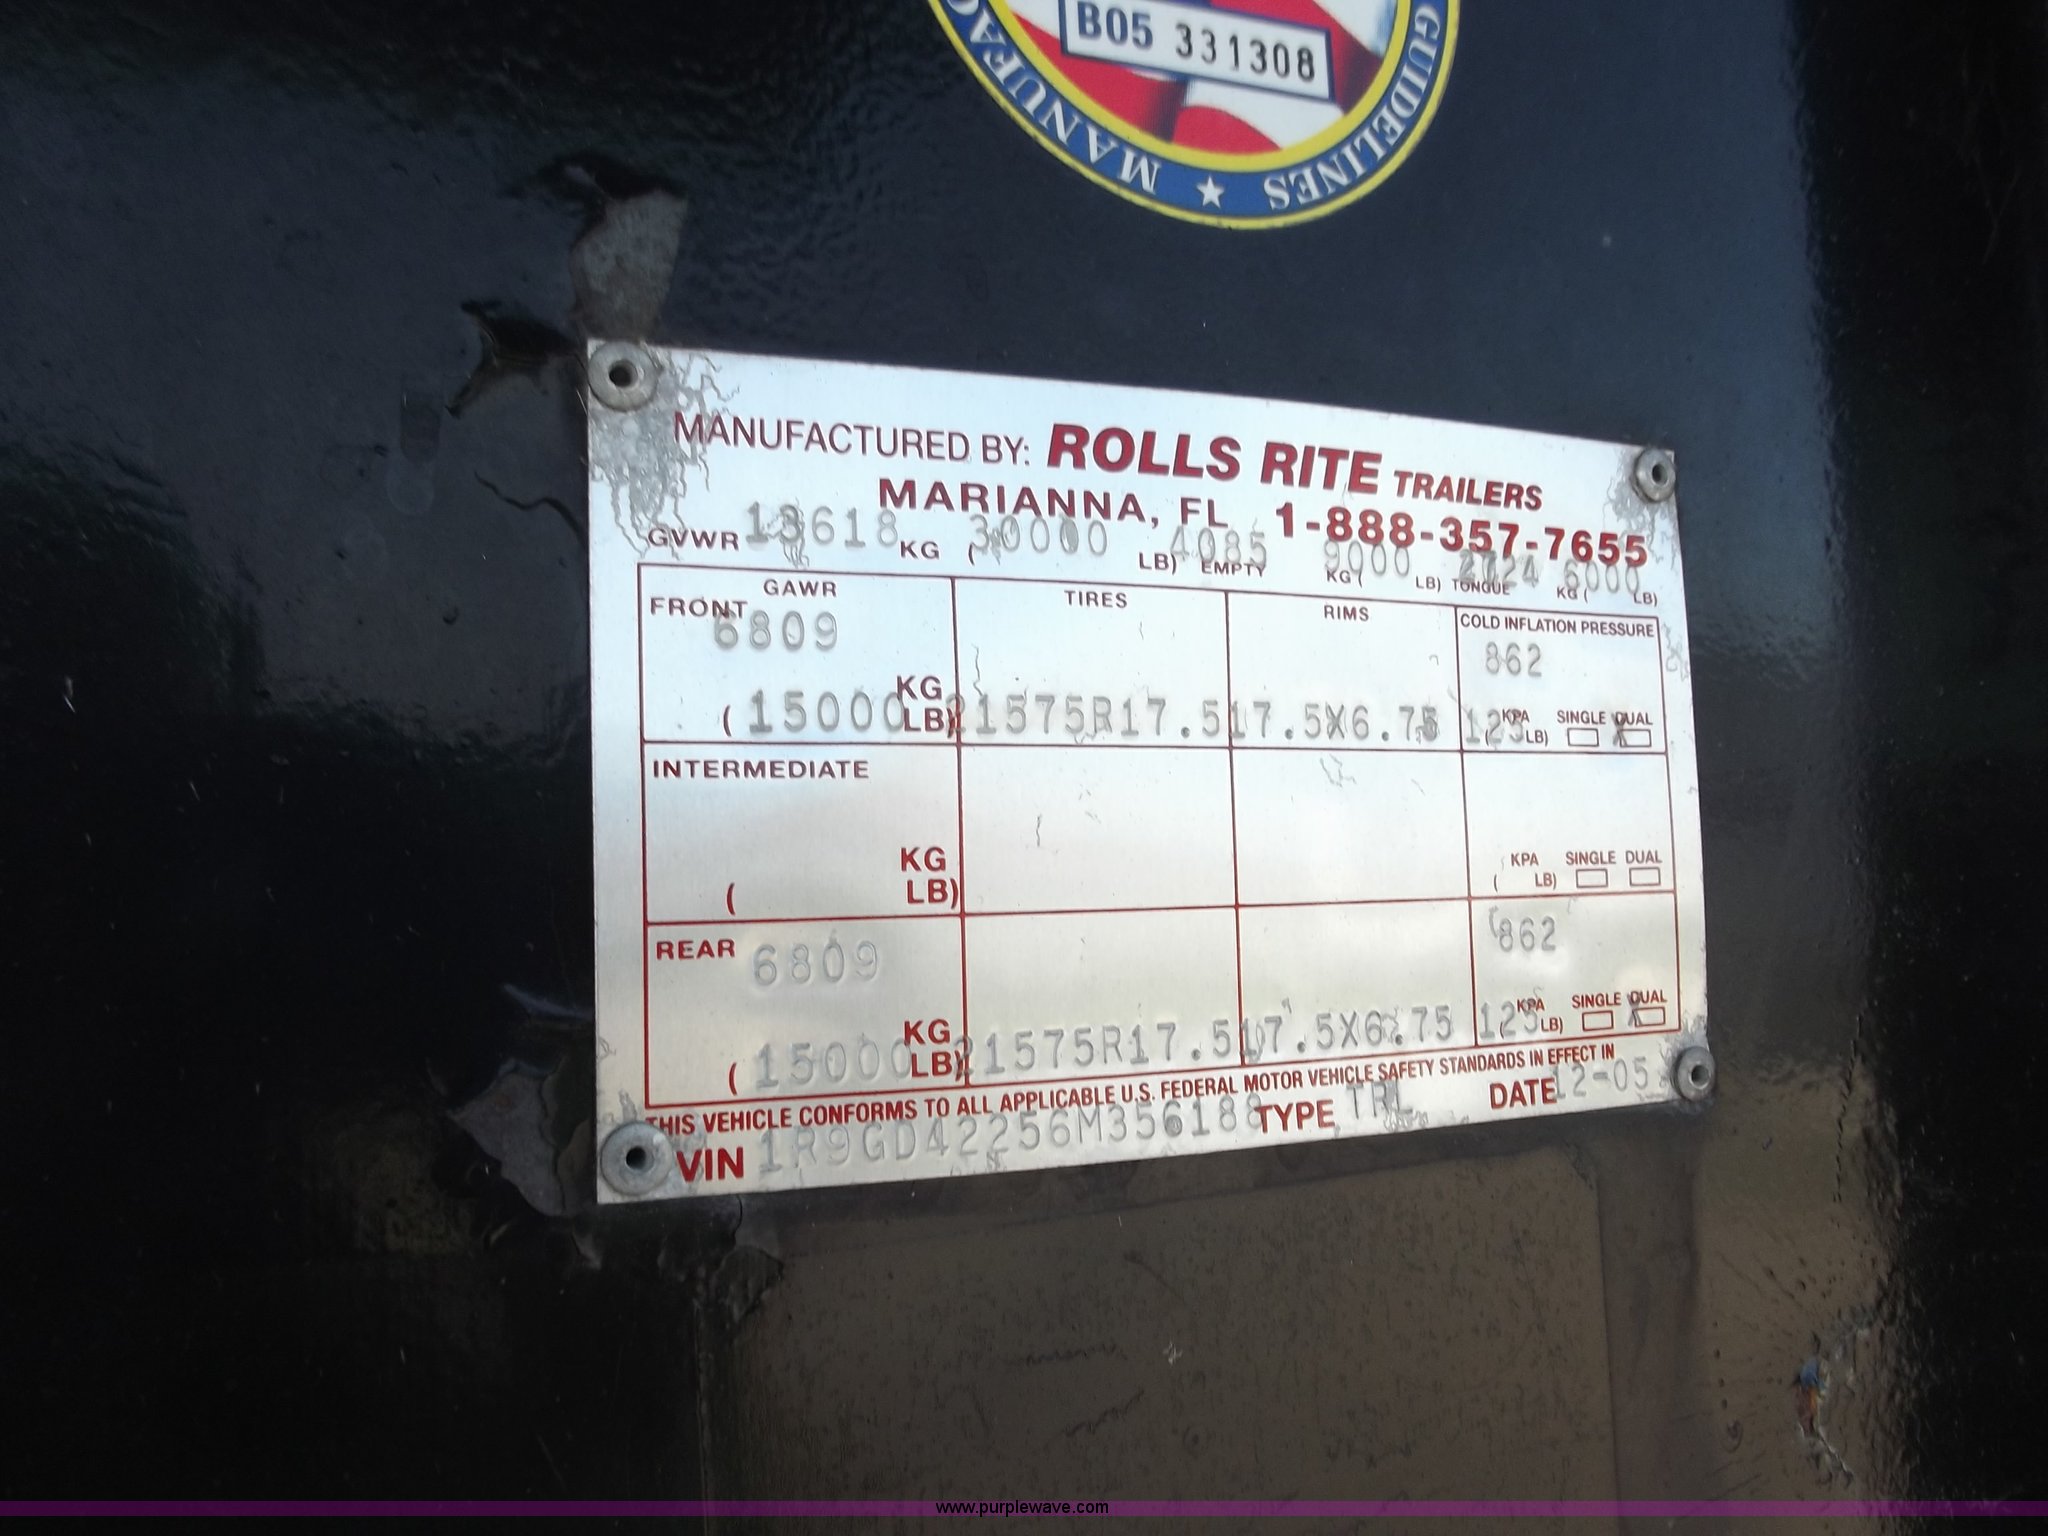 B05 331308
MANUFAC ★ GUIDELINES
MANUFACTURED BY: ROLLS RITE TRAILERS
MARIANNA, FL 1-888-357-7655
GVWR 13618 KG (30000 LB) 4085 EMPTY KG (9000 LB) 2724 TONGUE KG (6000 LB)
GAWR TIRES RIMS COLD INFLATION PRESSURE
FRONT 6809 KG 862 KPA SINGLE DUAL X
(15000 LB) 21575R17.5 17.5X6.75 (125 LB)
INTERMEDIATE KG KPA SINGLE DUAL
( LB) ( LB)
REAR 6809 KG 862 KPA SINGLE DUAL X
(15000 LB) 21575R17.5 17.5X6.75 (125 LB)
THIS VEHICLE CONFORMS TO ALL APPLICABLE U.S. FEDERAL MOTOR VEHICLE SAFETY STANDARDS IN EFFECT IN
VIN 1R9GD42256M356188 TYPE TRL DATE 12-05
www.purplewave.com